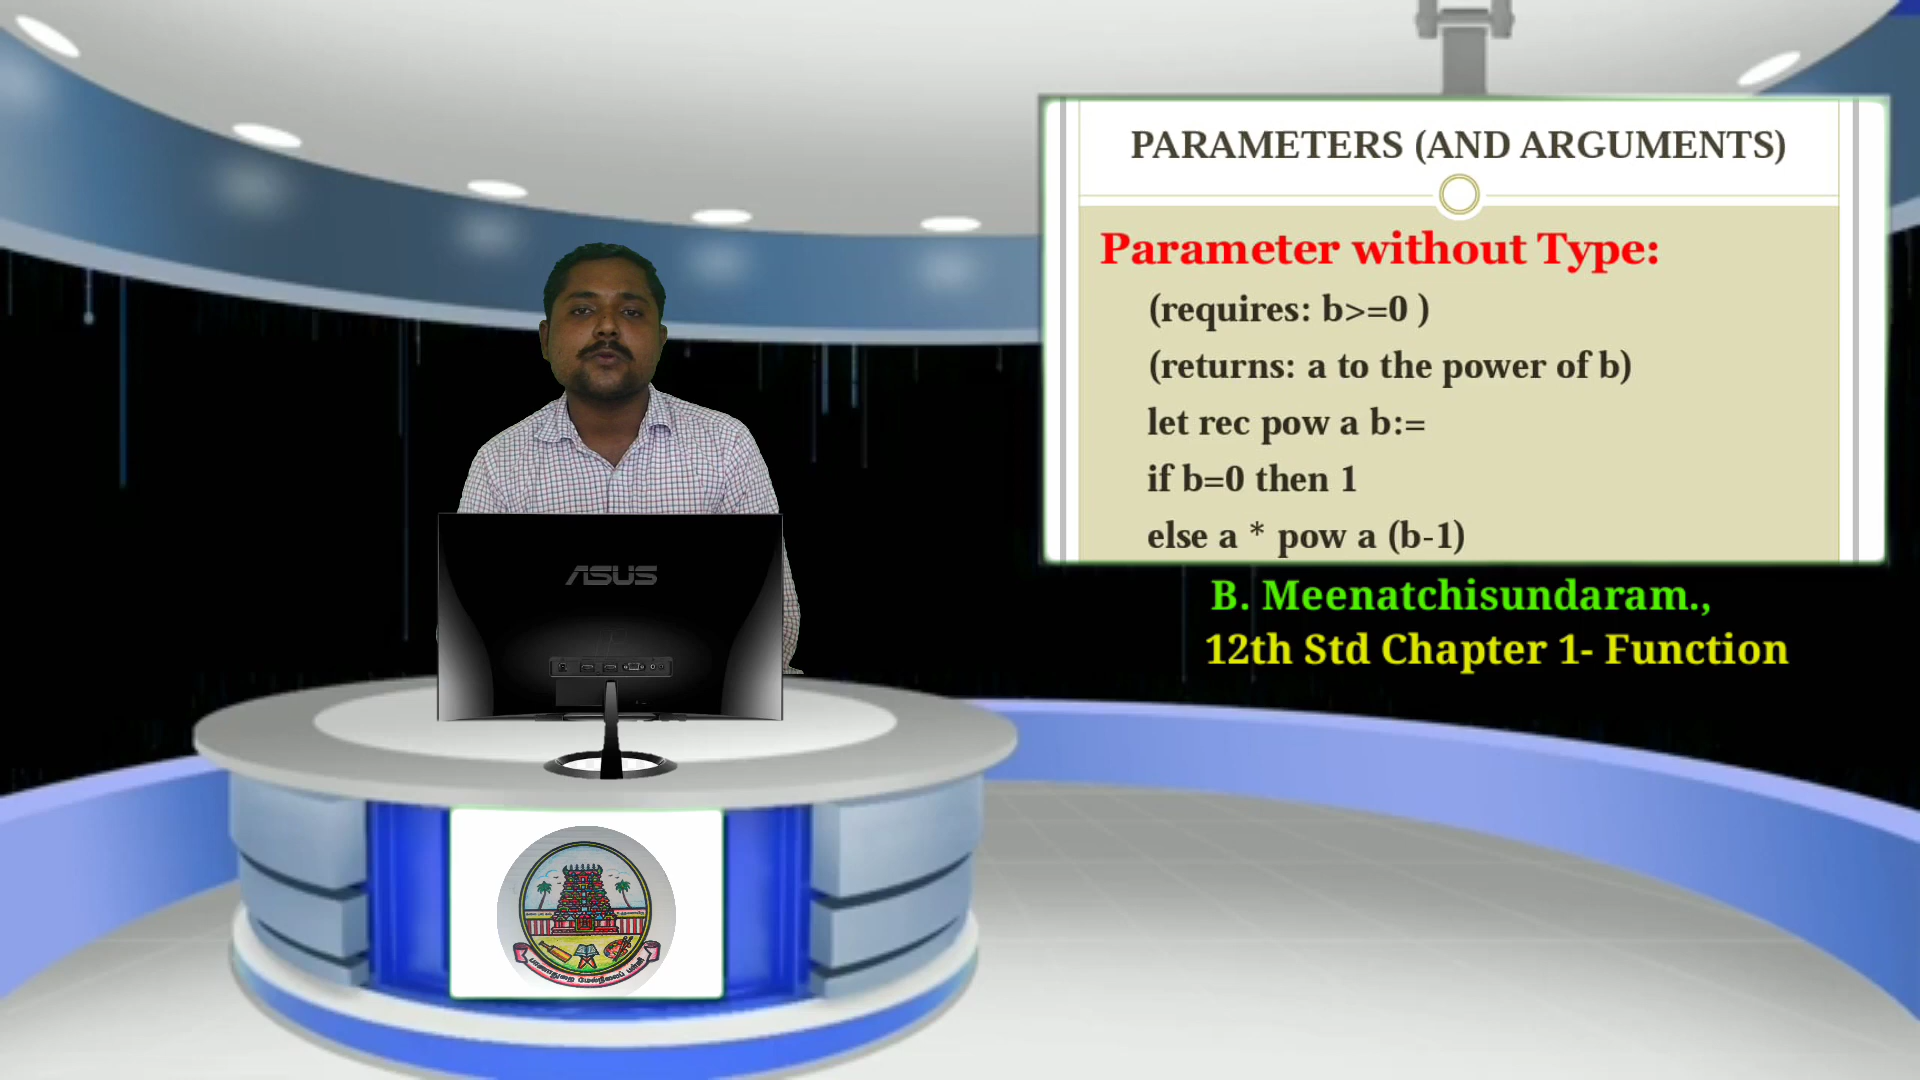 PARAMETERS (AND ARGUMENTS)
Parameter without Type:
(requires: b>=0 )
(returns: a to the power of b)
let rec pow a b:=
if b=0 then 1
else a * pow a (b-1)
B. Meenatchisundaram.,
12th Std Chapter 1- Function
ASUS